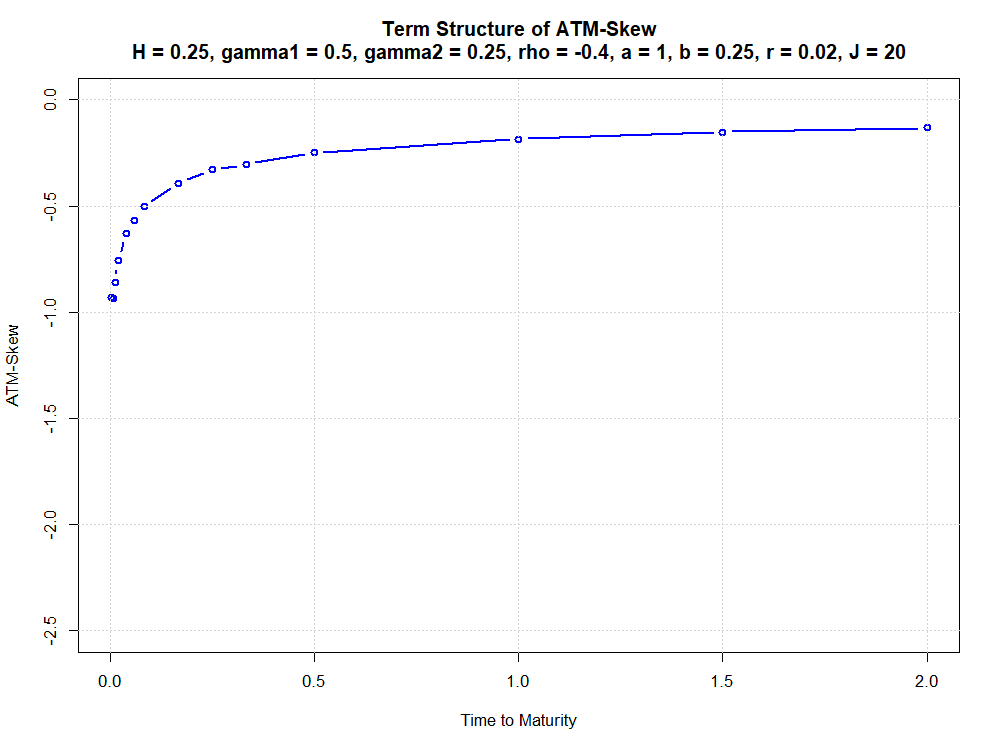 Term Structure of ATM-Skew
H = 0.25, gamma1 = 0.5, gamma2 = 0.25, rho = -0.4, a = 1, b = 0.25, r = 0.02, J = 20
ATM-Skew
0.0
-0.5
-1.0
-1.5
-2.0
-2.5
0.0 0.5 1.0 1.5 2.0
Time to Maturity